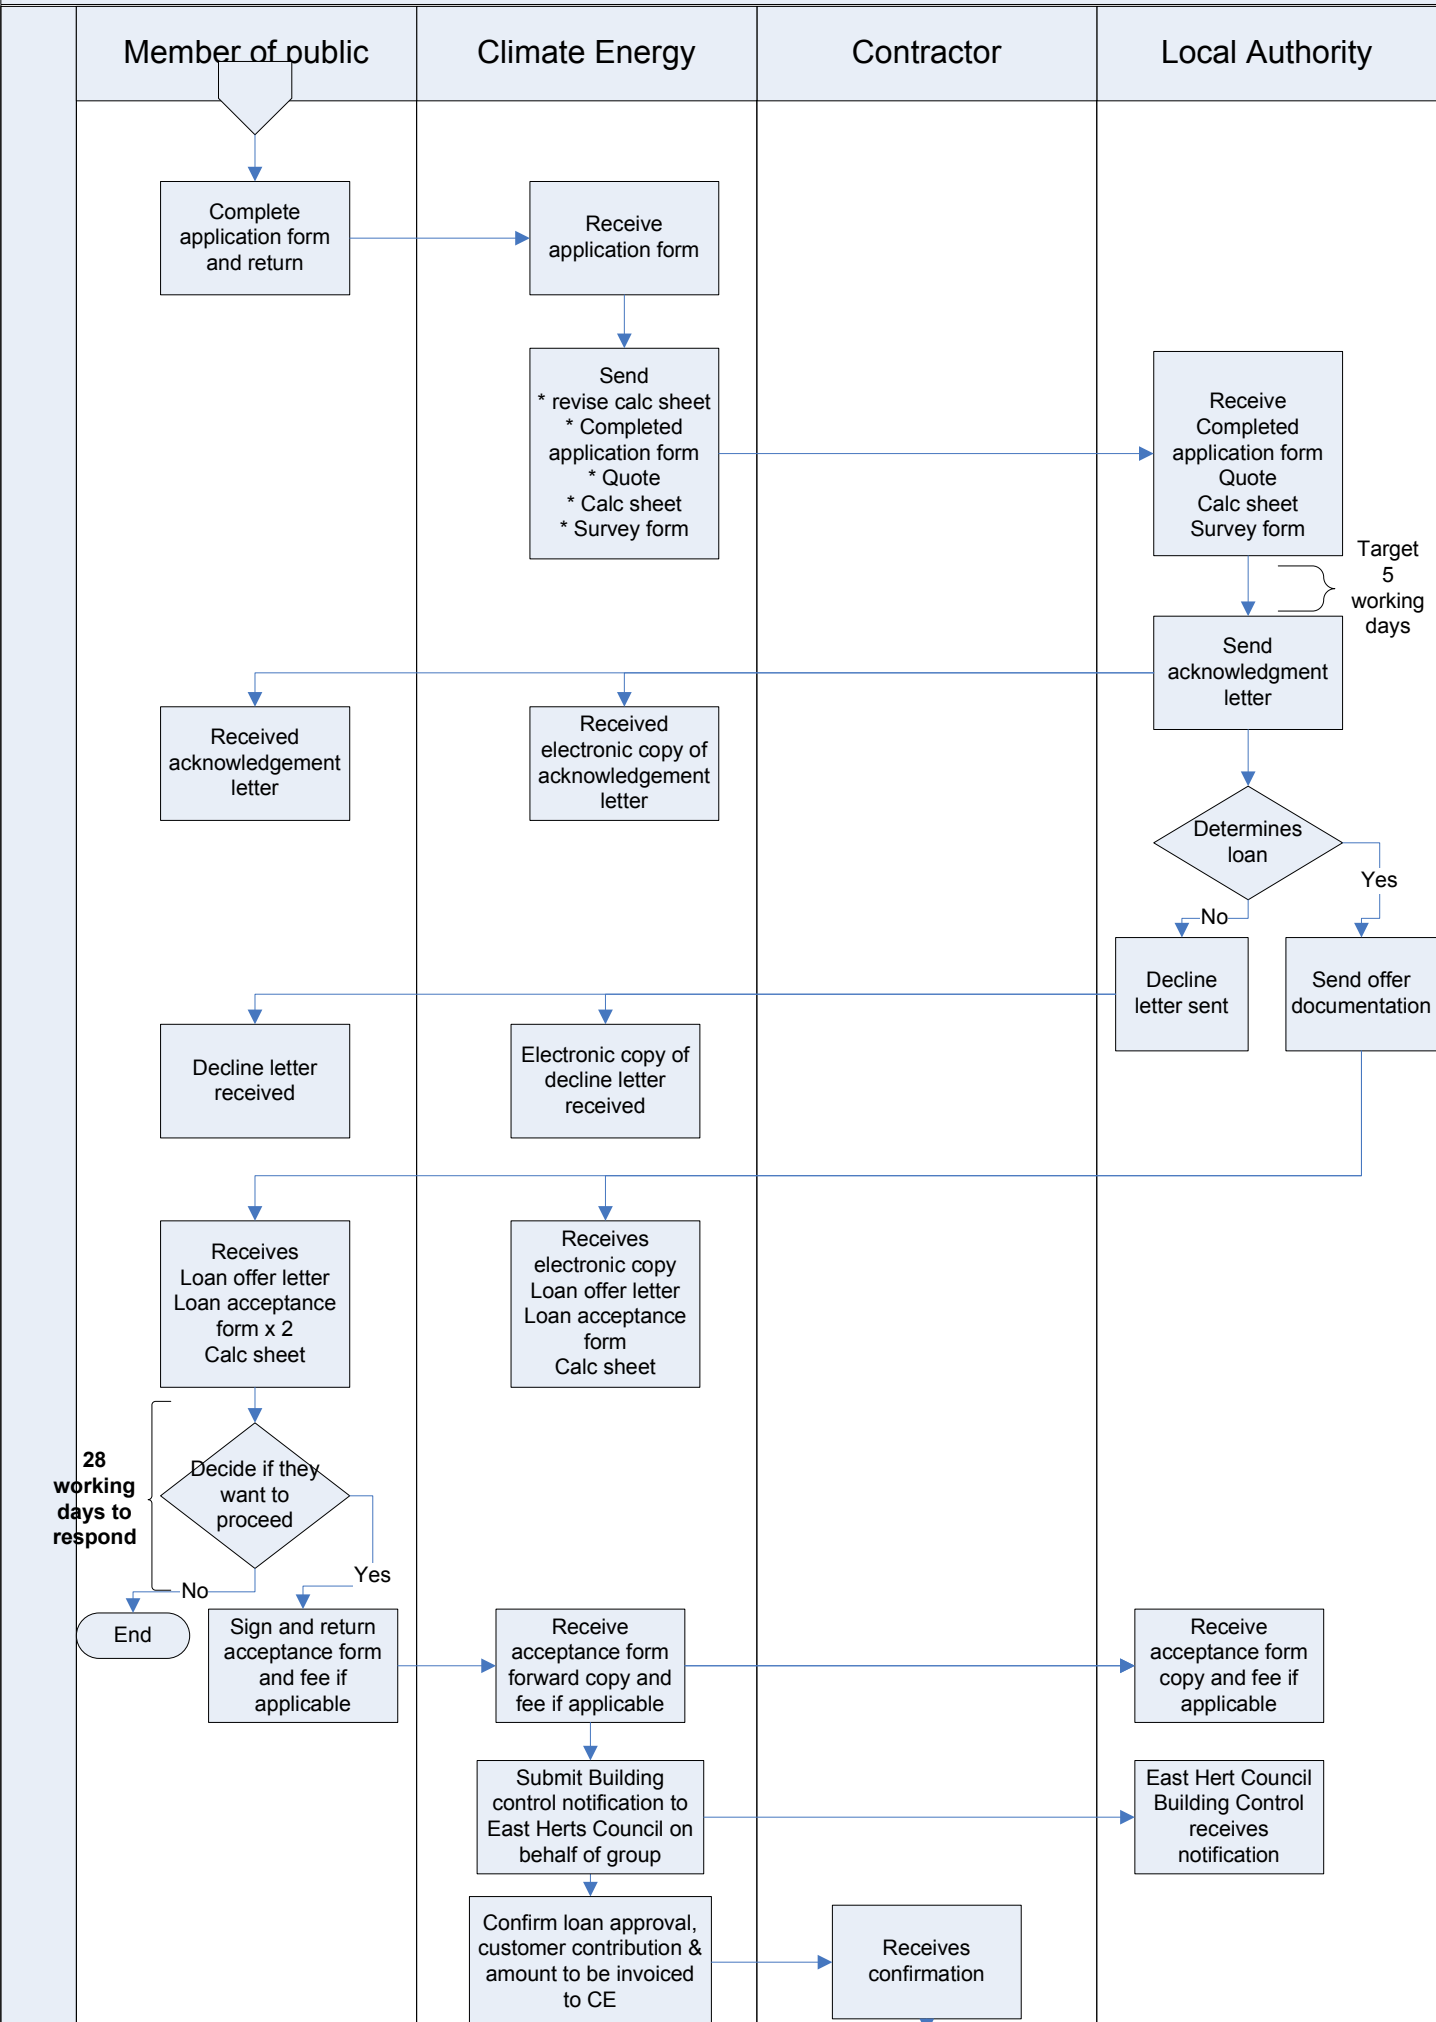 Member of public
Climate Energy
Contractor
Local Authority
Complete
application form
and return
Receive
application form
Send
* revise calc sheet
* Completed
application form
* Quote
* Calc sheet
* Survey form
Receive
Completed
application form
Quote
Calc sheet
Survey form
Target
5
working
days
Send
acknowledgment
letter
Received
acknowledgement
letter
Received
electronic copy of
acknowledgement
letter
Determines
loan
Yes
No
Decline
letter sent
Send offer
documentation
Decline letter
received
Electronic copy of
decline letter
received
Receives
Loan offer letter
Loan acceptance
form x 2
Calc sheet
Receives
electronic copy
Loan offer letter
Loan acceptance
form
Calc sheet
28
working
days to
respond
Decide if they
want to
proceed
Yes
No
End
Sign and return
acceptance form
and fee if
applicable
Receive
acceptance form
forward copy and
fee if applicable
Receive
acceptance form
copy and fee if
applicable
Submit Building
control notification to
East Herts Council on
behalf of group
East Hert Council
Building Control
receives
notification
Confirm loan approval,
customer contribution &
amount to be invoiced
to CE
Receives
confirmation